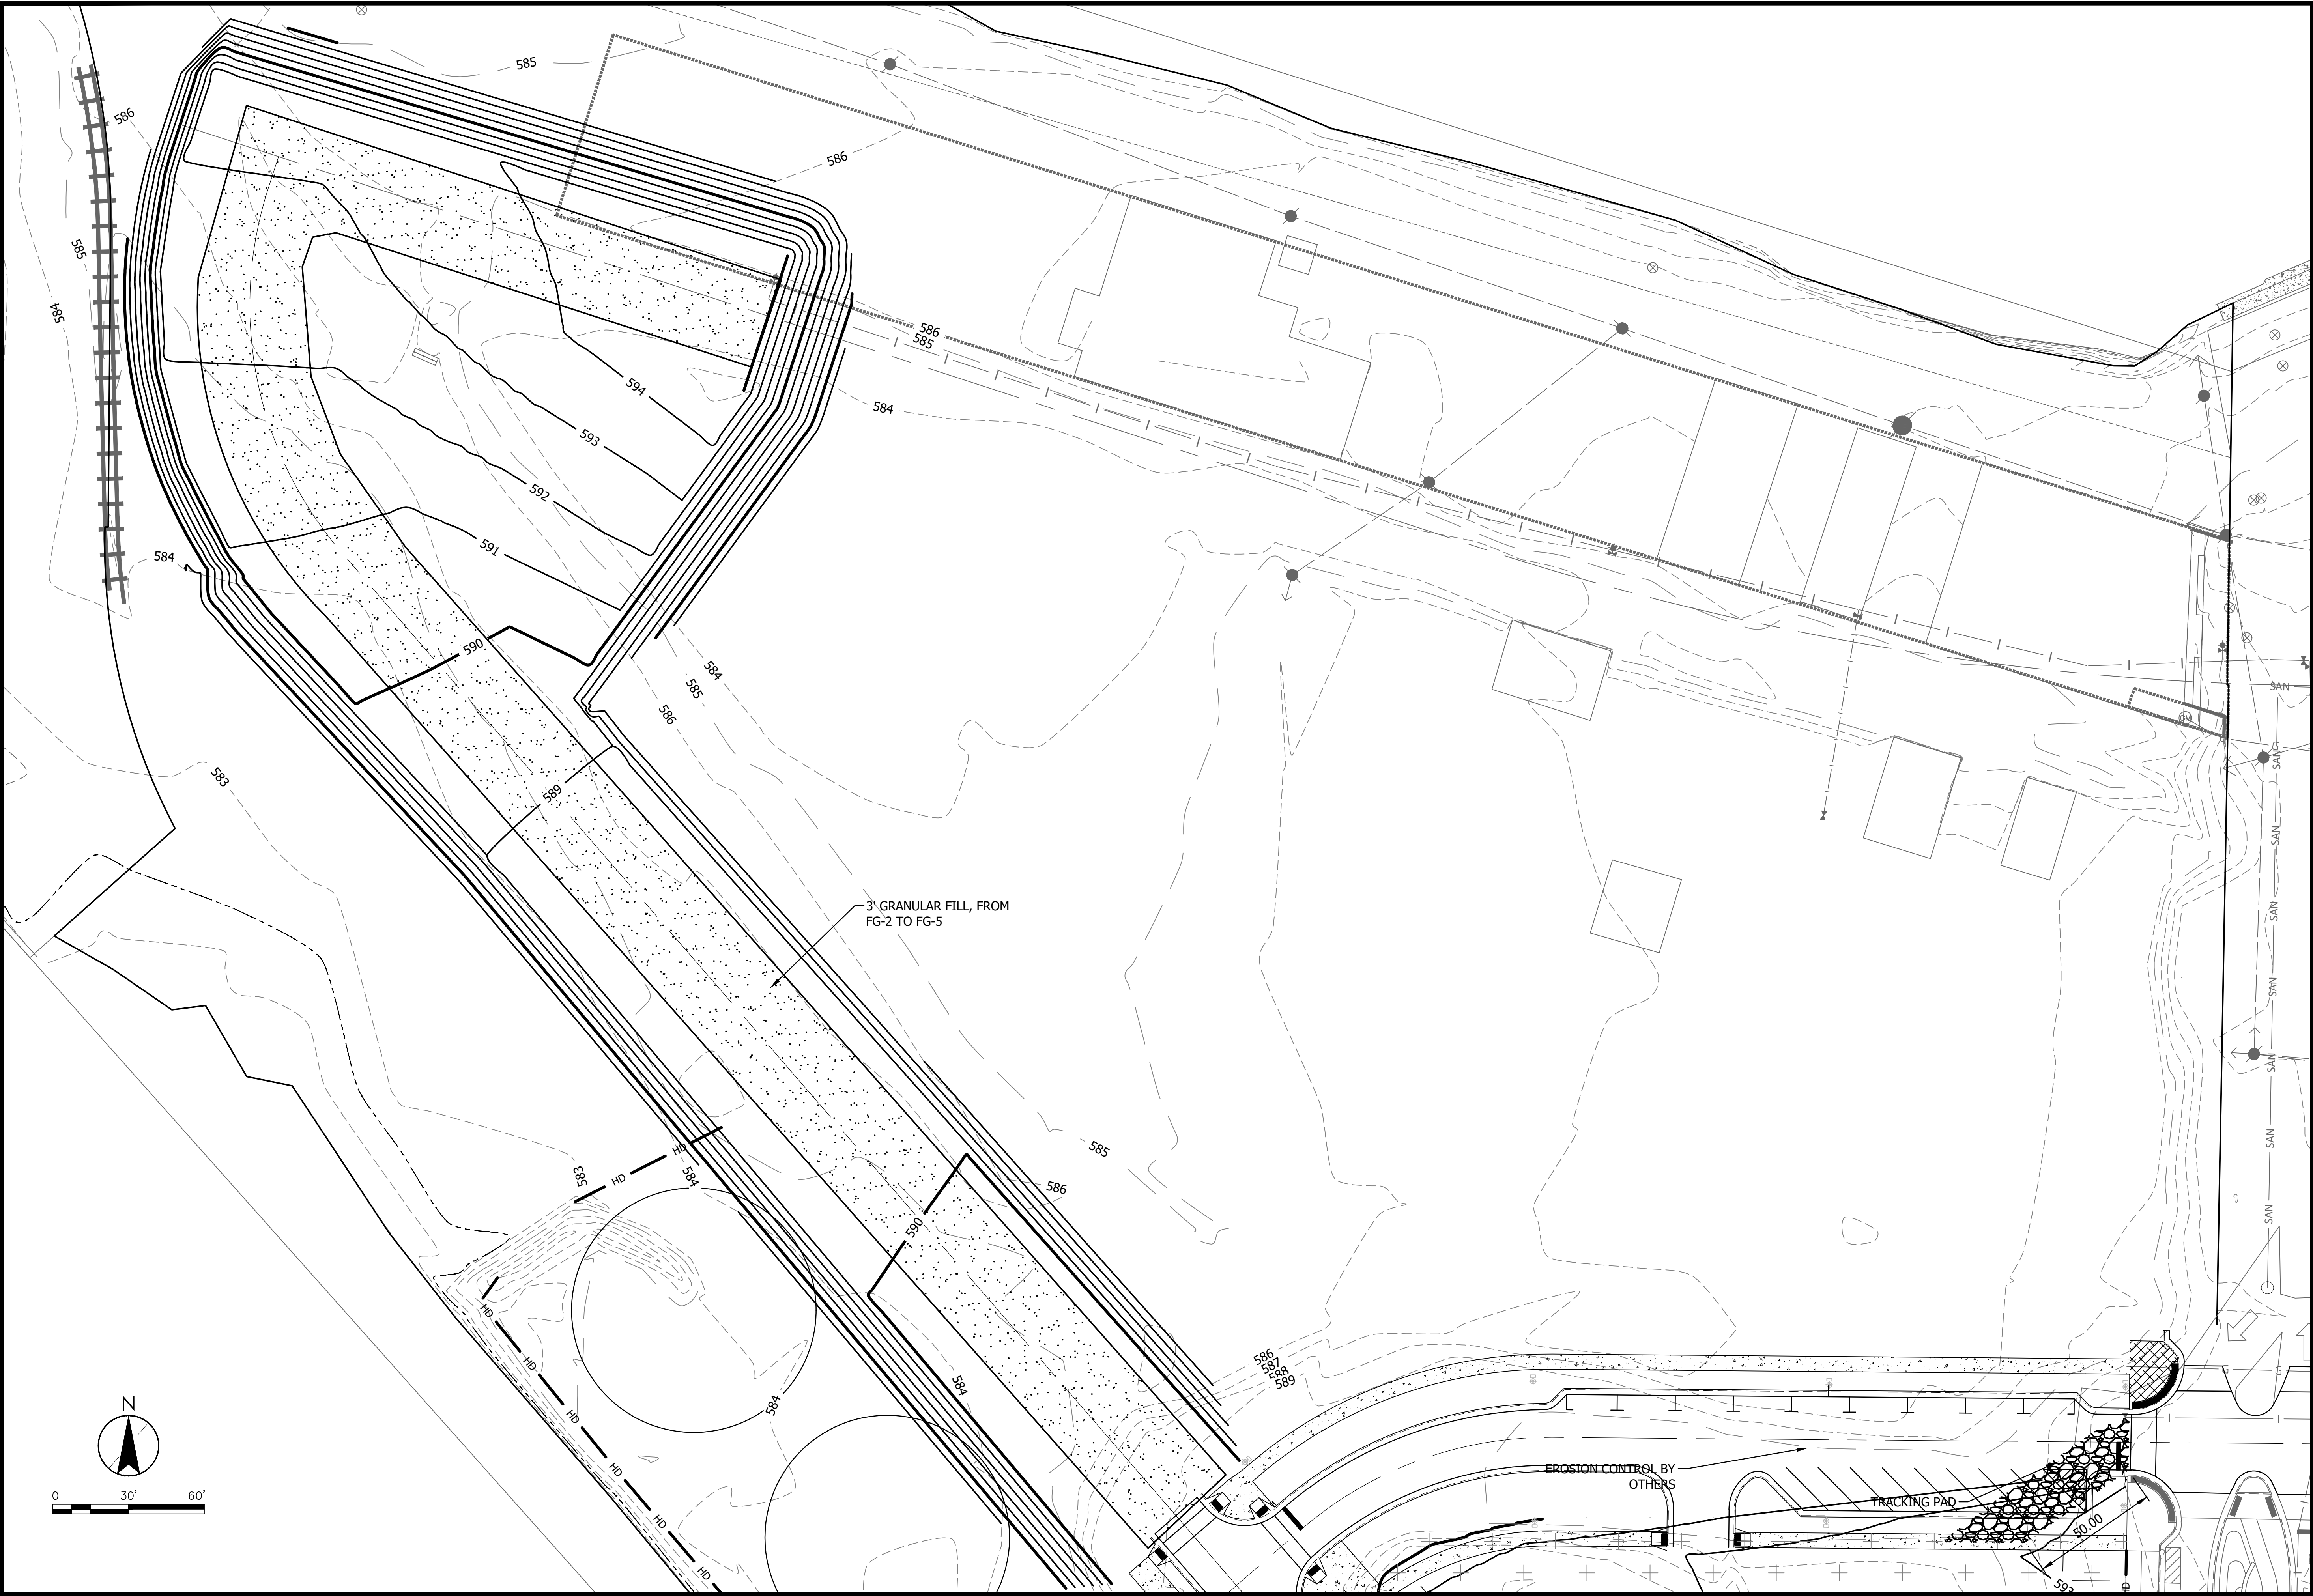 585
586
586
585
584
586
585
584
594
593
592
591
590
584
584
585
586
583
589
3' GRANULAR FILL, FROM
FG-2 TO FG-5
SAN
GM
SAN
SAN
SAN
SAN
SAN
SAN
SAN
HD
HD
583
584
585
586
590
HD
HD
HD
HD
HD
HD
584
584
586
587
588
589
G
G
EROSION CONTROL BY
OTHERS
TRACKING PAD
50.00
592
HD
N
0 30' 60'